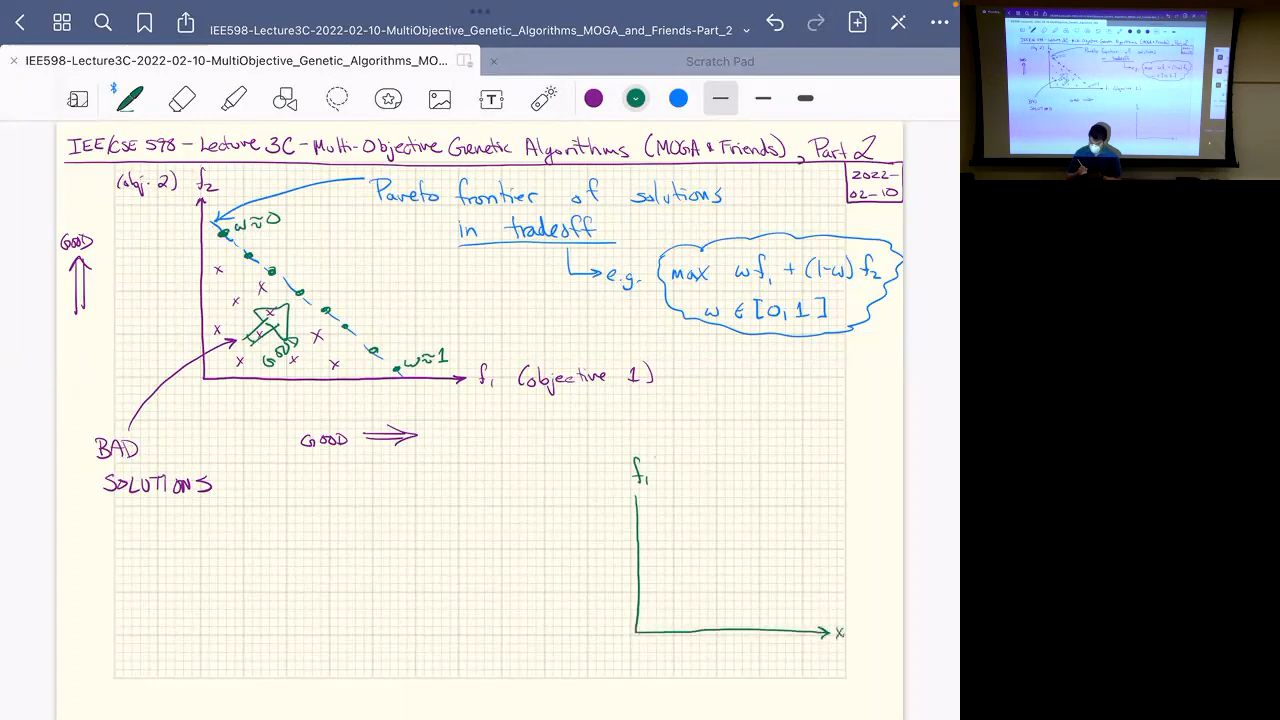 IEE598-Lecture3C-2022-02-10-MultiObjective_Genetic_Algorithms_MOGA_and_Friends-Part_2
IEE598-Lecture3C-2022-02-10-MultiObjective_Genetic_Algorithms_MO...
Scratch Pad
IEE/CSE 598 - Lecture 3C - Multi-Objective Genetic Algorithms (MOGA & Friends), Part 2
2022-
02-10
(obj. 2) f2
Pareto frontier of solutions
in tradeoff
GOOD
w≈0
e.g.
max wf1 + (1-w) f2
w ∈ [0, 1]
GOOD
w≈1
f1 (objective 1)
BAD
SOLUTIONS
GOOD
f1
x